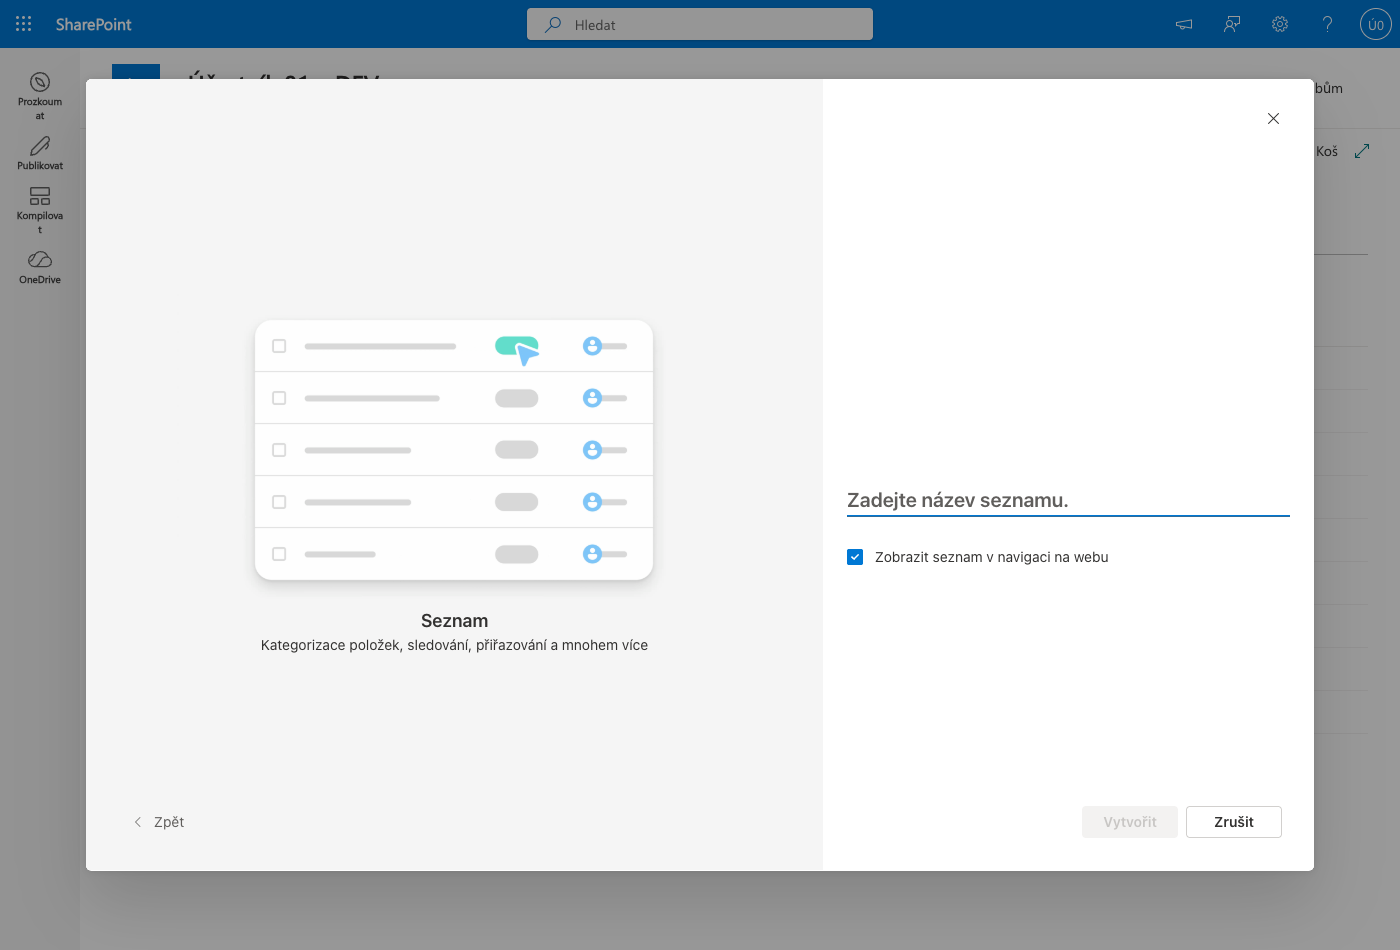 SharePoint
Hledat
Ú0
Prozkoum
at
Publikovat
Kompilova
t
OneDrive
bům
Koš
Zadejte název seznamu.
Zobrazit seznam v navigaci na webu
Seznam
Kategorizace položek, sledování, přiřazování a mnohem více
Zpět
Vytvořit
Zrušit